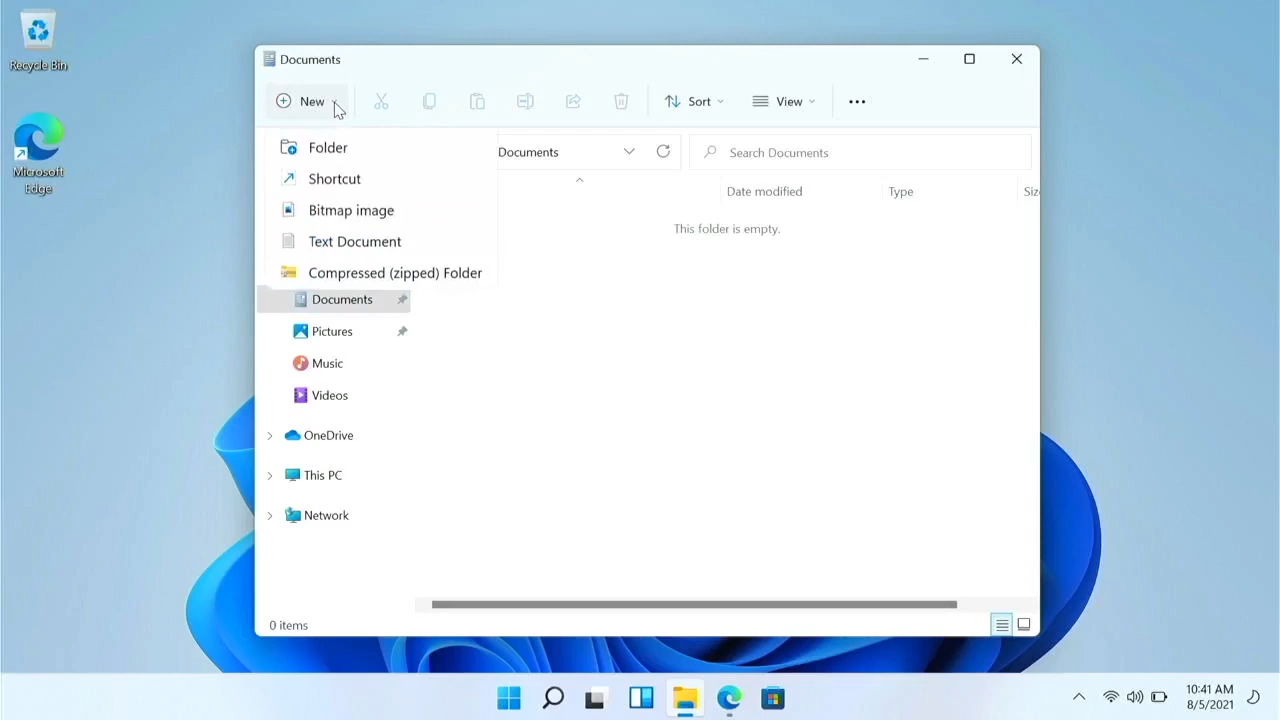 Recycle Bin
Microsoft
Edge
Documents
New
Sort
View
Folder
Shortcut
Bitmap image
Text Document
Compressed (zipped) Folder
Documents
Search Documents
Date modified
Type
Siz
This folder is empty.
Documents
Pictures
Music
Videos
OneDrive
This PC
Network
0 items
10:41 AM
8/5/2021